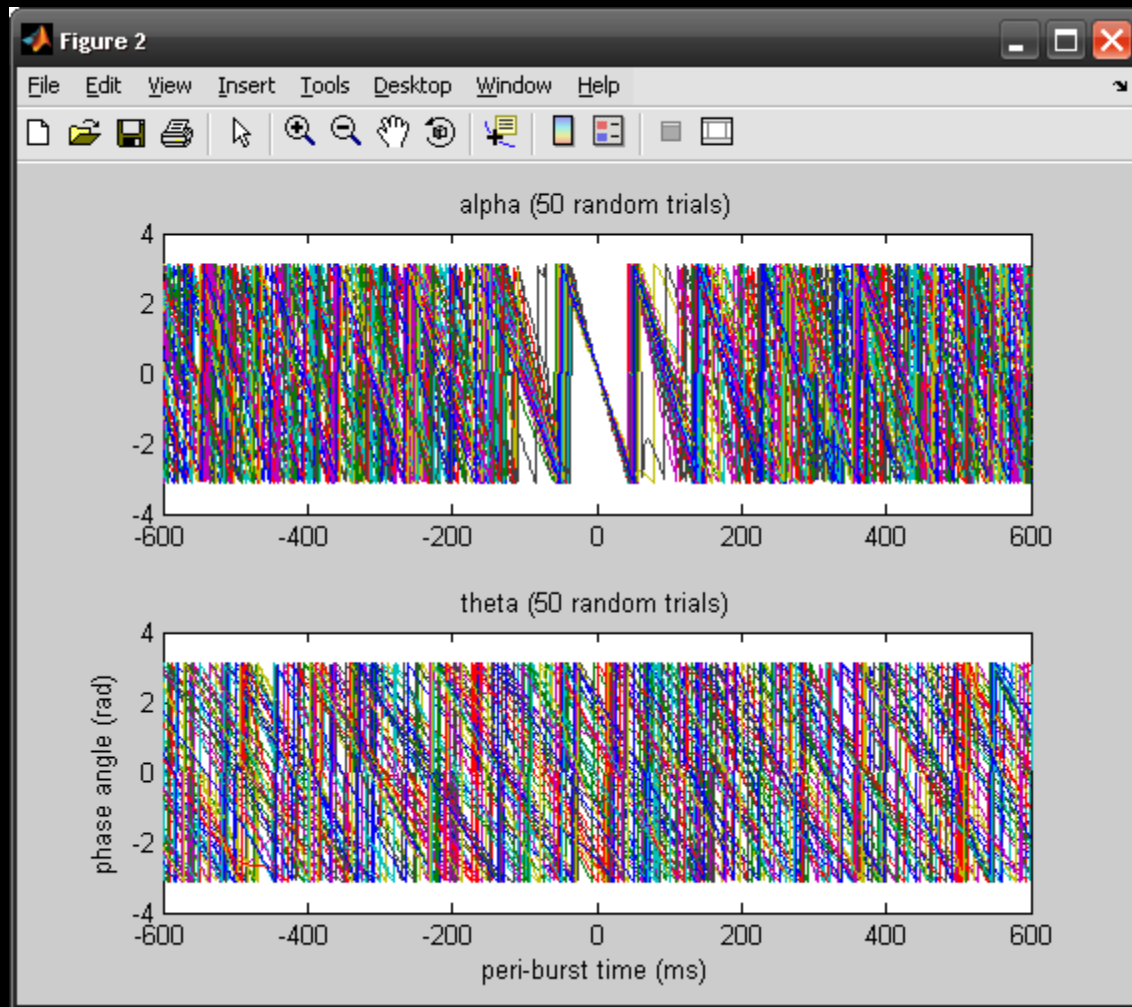 Figure 2
File Edit View Insert Tools Desktop Window Help
alpha (50 random trials)
4
2
0
-2
-4
-600 -400 -200 0 200 400 600
theta (50 random trials)
4
2
0
-2
-4
phase angle (rad)
-600 -400 -200 0 200 400 600
peri-burst time (ms)